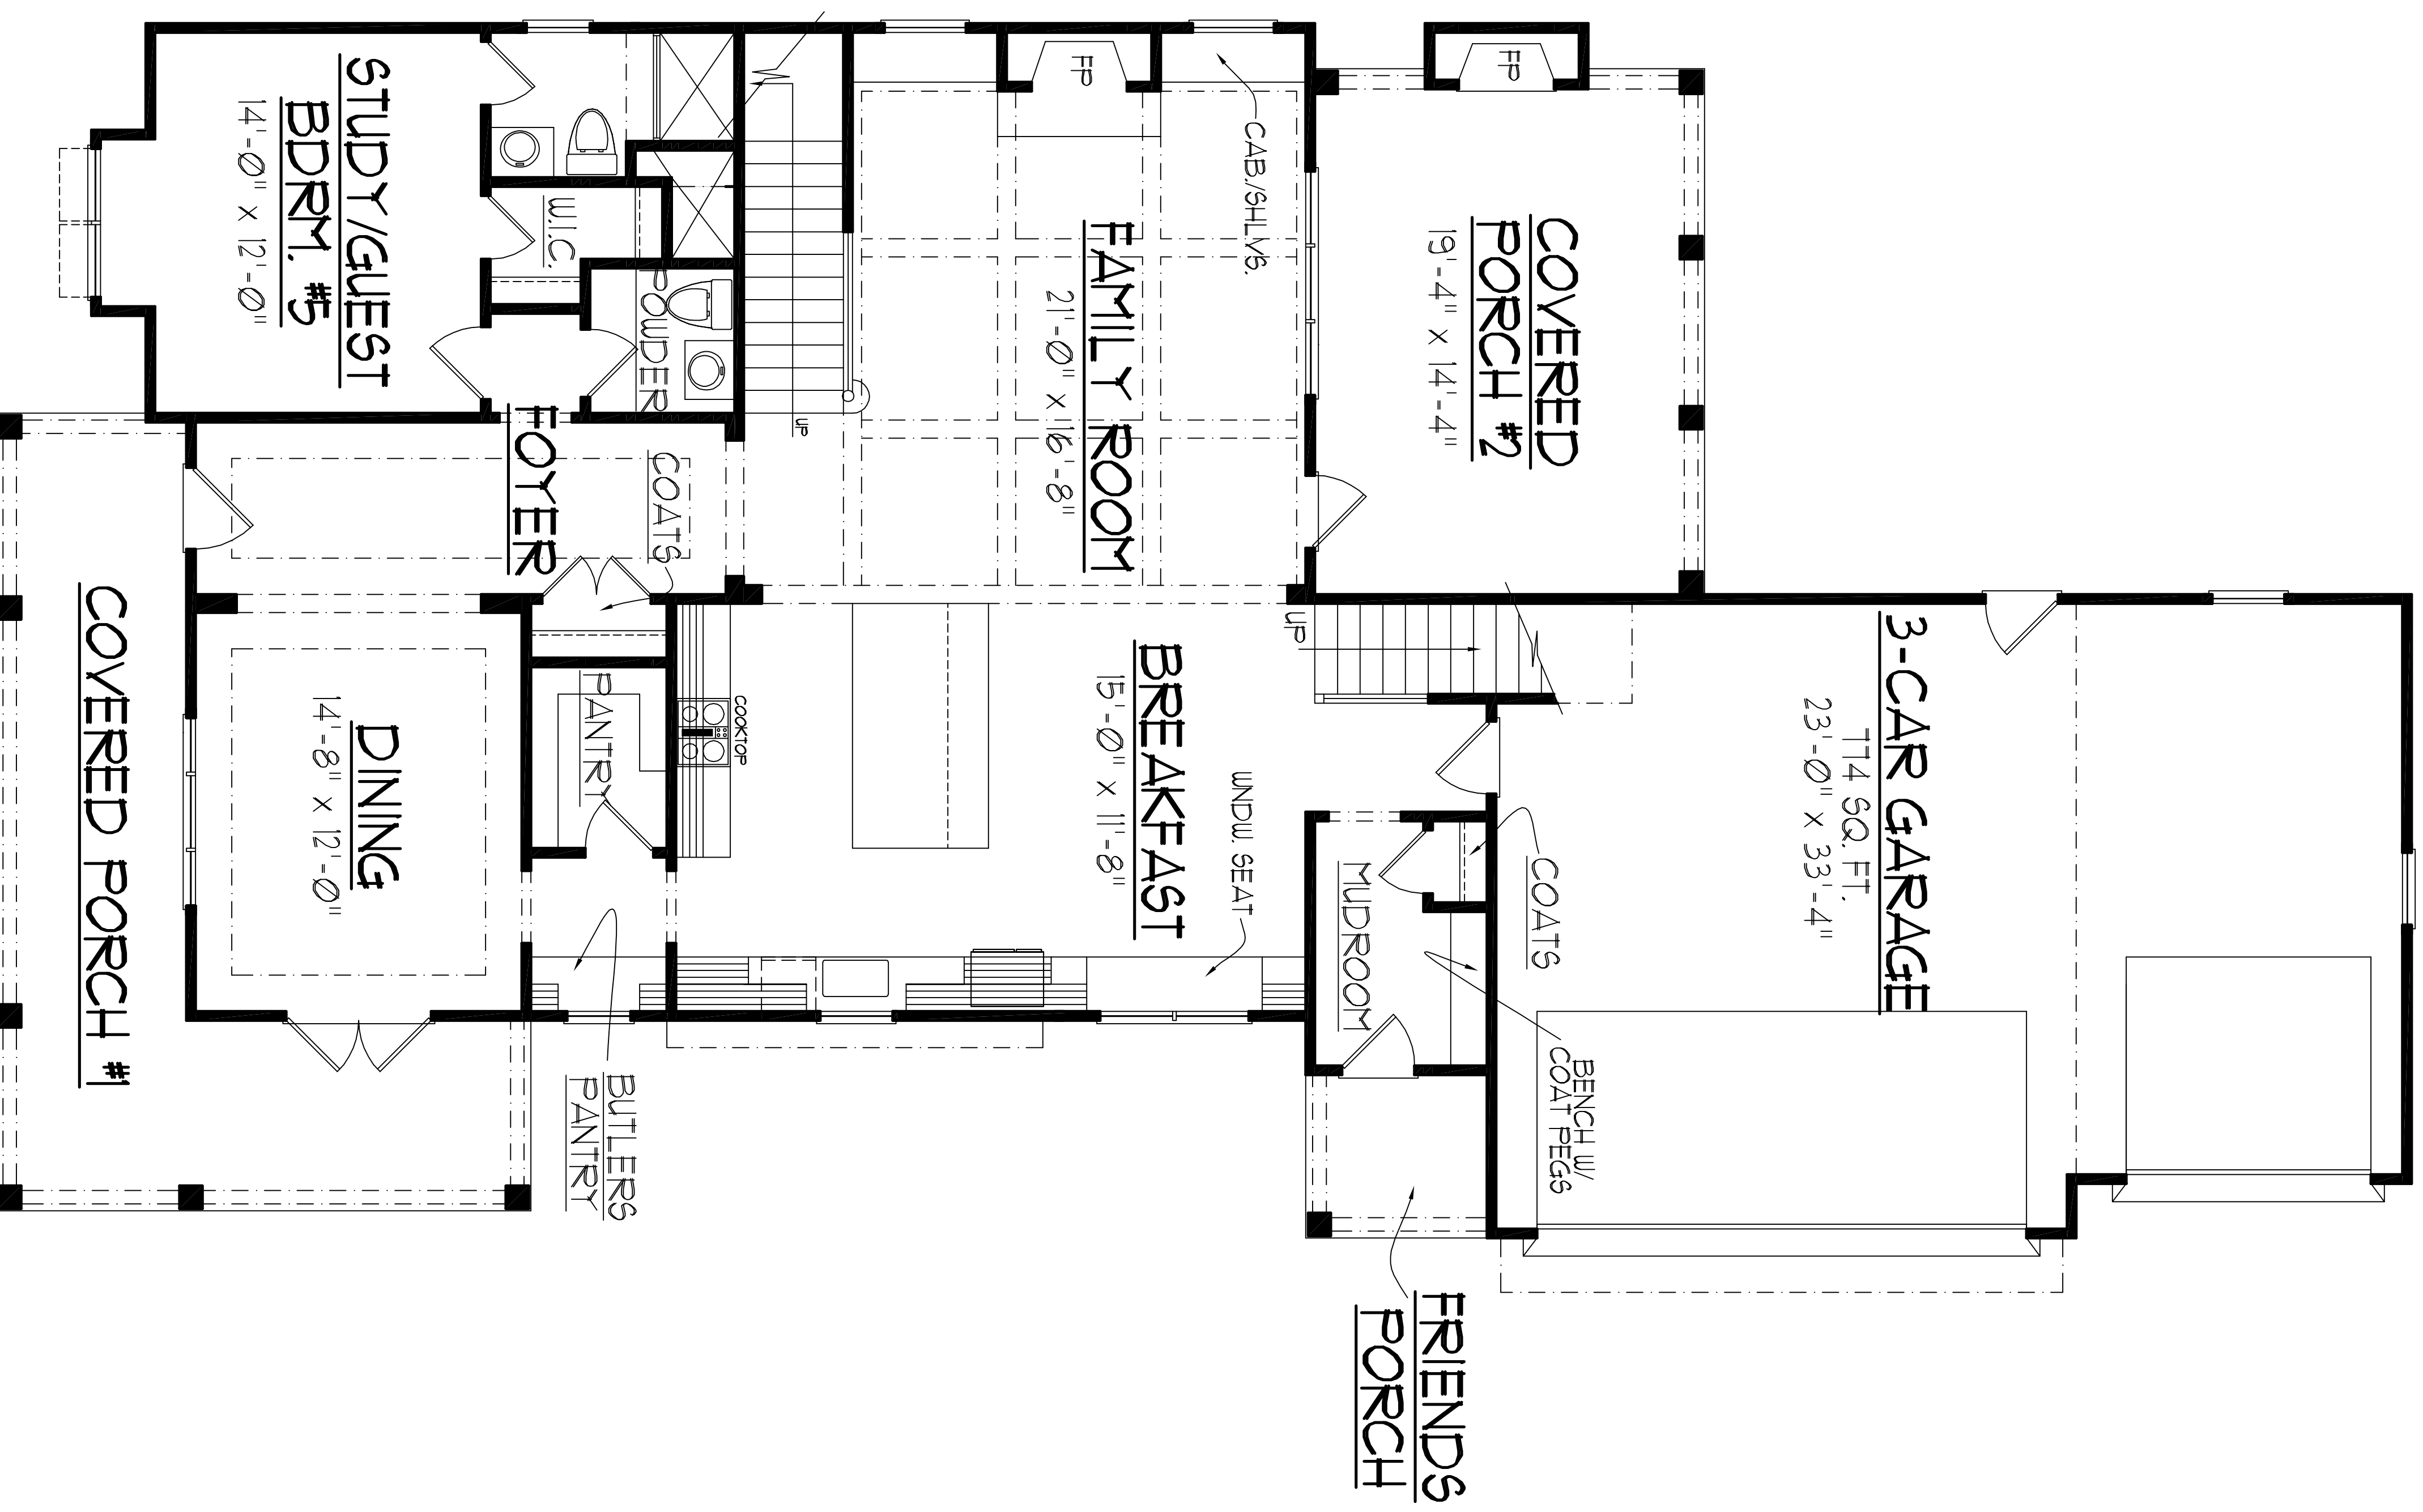 COVERED
PORCH #2
19'-4" X 14'-4"
FP
FP
CAB./SHLVS.
FAMILY ROOM
21'-0" X 16'-8"
UP
STUDY/GUEST
BDRM. #5
14'-0" X 12'-0"
W.I.C.
POWDER
FOYER
COATS
3-CAR GARAGE
774 SQ. FT.
23'-0" X 33'-4"
UP
BREAKFAST
15'-0" X 11'-8"
WNDW. SEAT
COOKTOP
PANTRY
DINING
14'-8" X 12'-0"
COATS
MUDROOM
BENCH W/
COAT PEGS
BUTLERS
PANTRY
COVERED PORCH #1
FRIENDS
PORCH